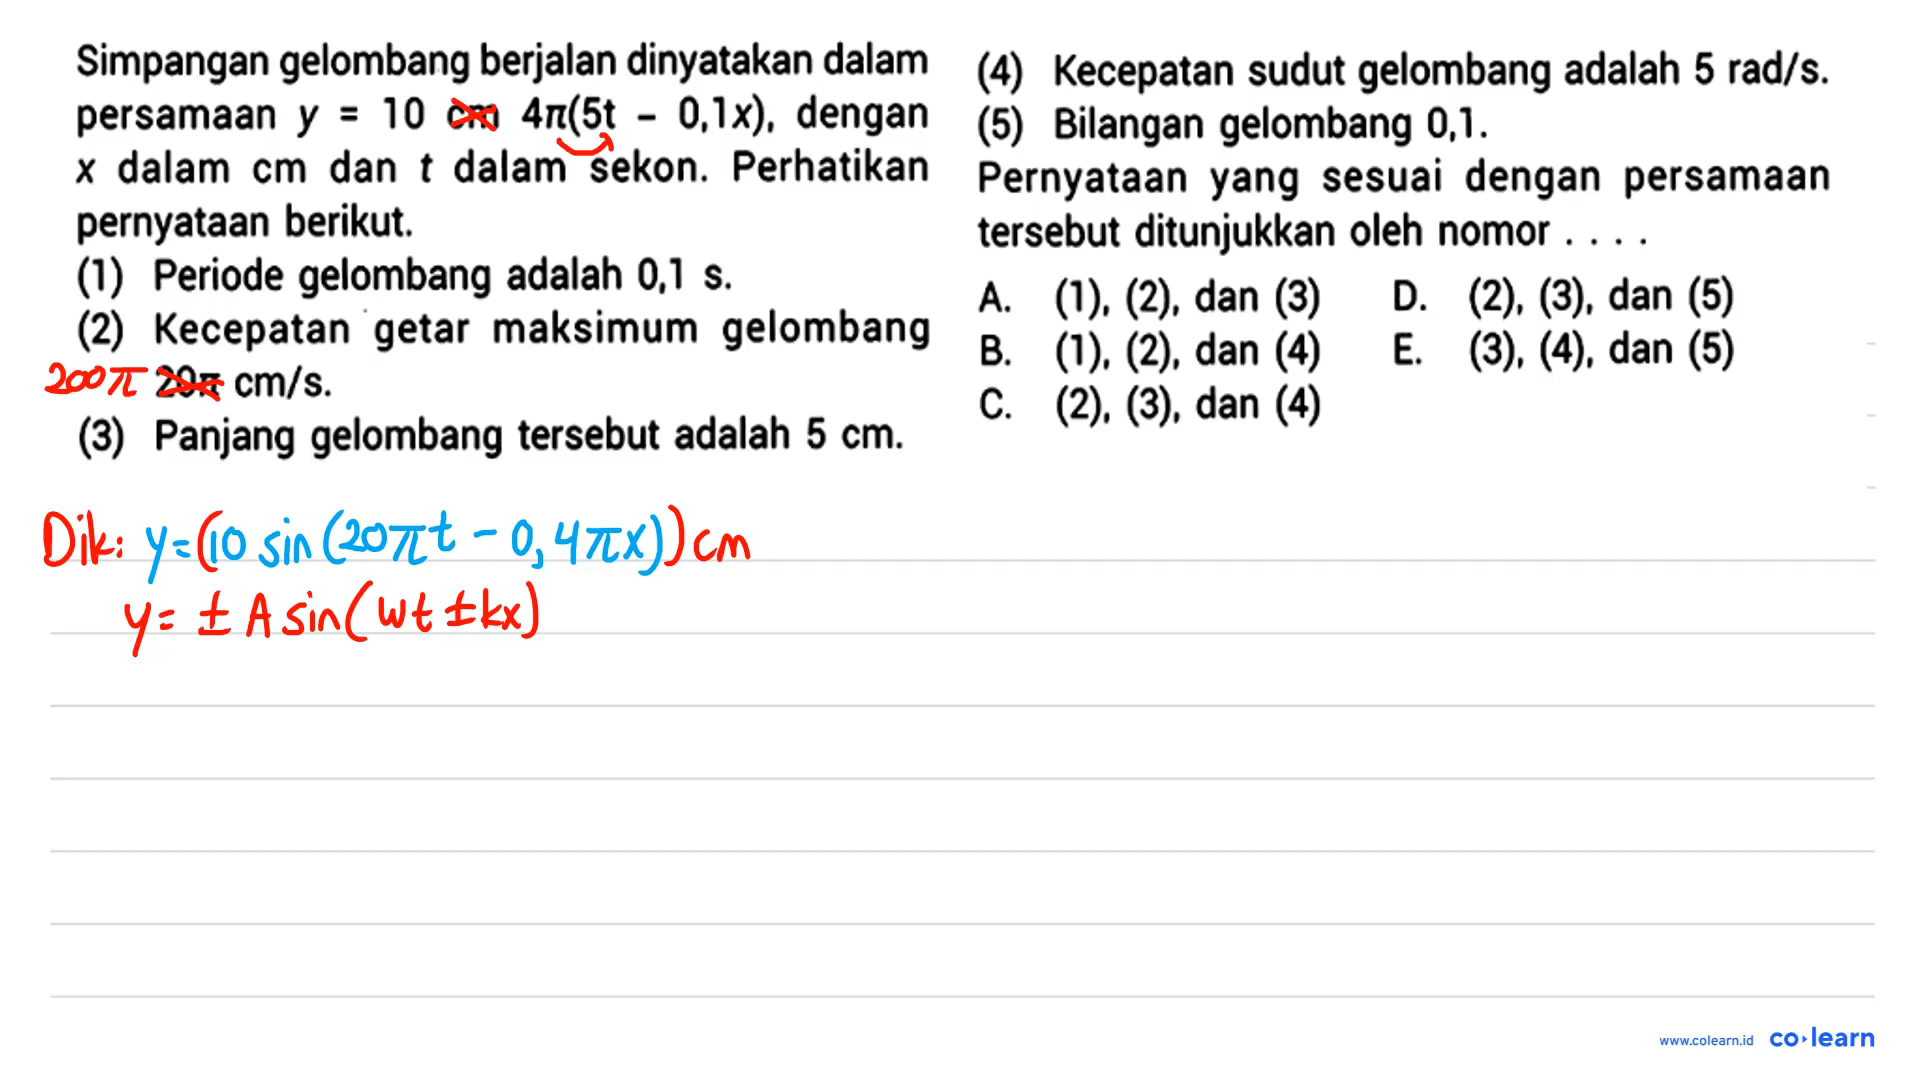 Simpangan gelombang berjalan dinyatakan dalam
persamaan y = 10 cm 4π(5t - 0,1x), dengan
x dalam cm dan t dalam sekon. Perhatikan
pernyataan berikut.
(1) Periode gelombang adalah 0,1 s.
(2) Kecepatan getar maksimum gelombang
200π 20π cm/s.
(3) Panjang gelombang tersebut adalah 5 cm.
(4) Kecepatan sudut gelombang adalah 5 rad/s.
(5) Bilangan gelombang 0,1.
Pernyataan yang sesuai dengan persamaan
tersebut ditunjukkan oleh nomor . . . .
A. (1), (2), dan (3) D. (2), (3), dan (5)
B. (1), (2), dan (4) E. (3), (4), dan (5)
C. (2), (3), dan (4)
Dik: y=(10 sin(20πt - 0,4πx))cm
y= ± A sin(wt ± kx)
www.colearn.id co learn